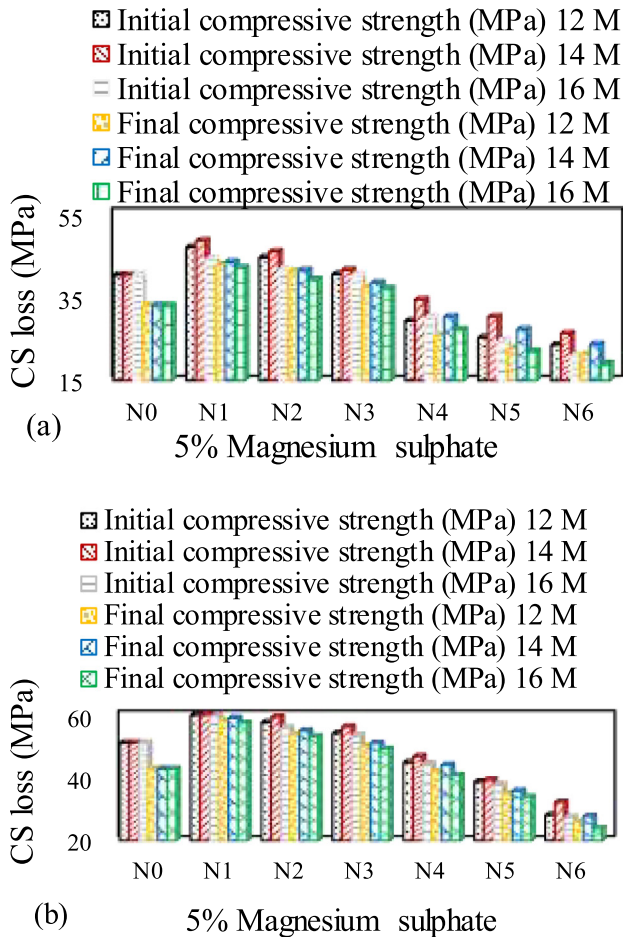 Initial compressive strength (MPa) 12 M
Initial compressive strength (MPa) 14 M
Initial compressive strength (MPa) 16 M
Final compressive strength (MPa) 12 M
Final compressive strength (MPa) 14 M
Final compressive strength (MPa) 16 M
CS loss (MPa)
55
35
15
N0 N1 N2 N3 N4 N5 N6
(a)
5% Magnesium sulphate
Initial compressive strength (MPa) 12 M
Initial compressive strength (MPa) 14 M
Initial compressive strength (MPa) 16 M
Final compressive strength (MPa) 12 M
Final compressive strength (MPa) 14 M
Final compressive strength (MPa) 16 M
CS loss (MPa)
60
40
20
N0 N1 N2 N3 N4 N5 N6
(b)
5% Magnesium sulphate